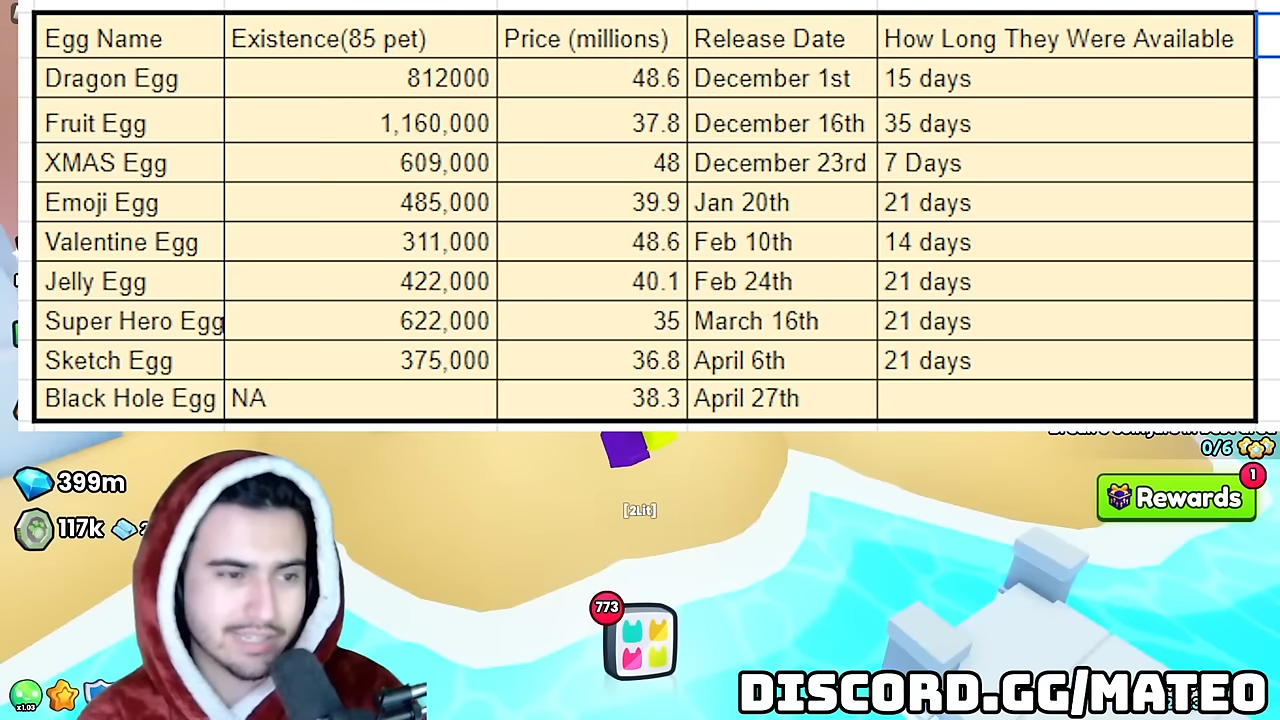 Egg Name Existence(85 pet) Price (millions) Release Date How Long They Were Available
Dragon Egg 812000 48.6 December 1st 15 days
Fruit Egg 1,160,000 37.8 December 16th 35 days
XMAS Egg 609,000 48 December 23rd 7 Days
Emoji Egg 485,000 39.9 Jan 20th 21 days
Valentine Egg 311,000 48.6 Feb 10th 14 days
Jelly Egg 422,000 40.1 Feb 24th 21 days
Super Hero Egg 622,000 35 March 16th 21 days
Sketch Egg 375,000 36.8 April 6th 21 days
Black Hole Egg NA 38.3 April 27th
0/6
399m
1
Rewards
[2Lit]
117k
773
x1.03
DISCORD.GG/MATEO